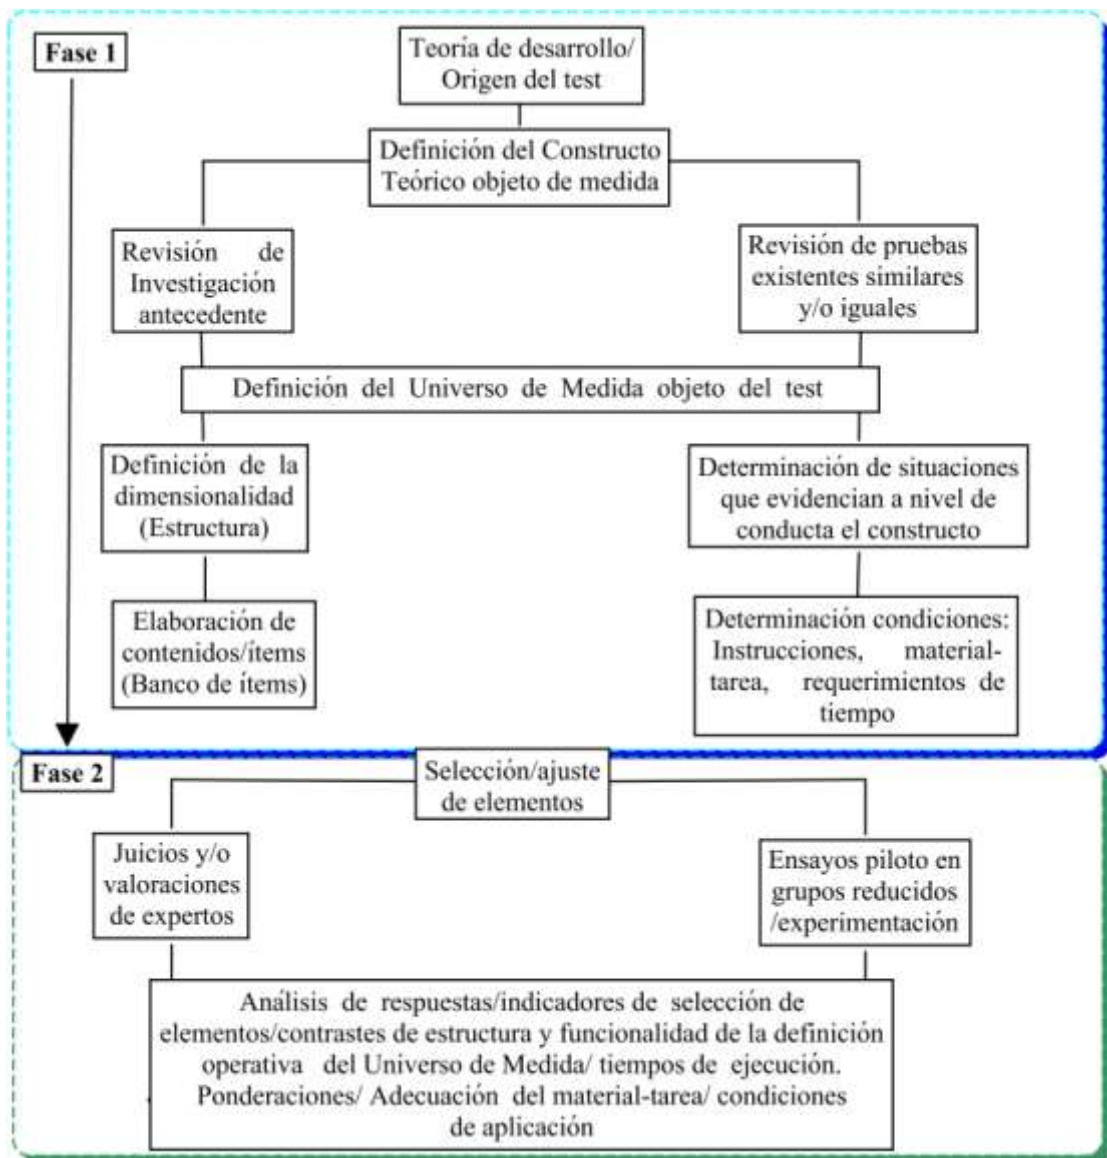 Fase 1
Teoría de desarrollo/
Origen del test
Definición del Constructo
Teórico objeto de medida
Revisión de
Investigación
antecedente
Revisión de pruebas
existentes similares
y/o iguales
Definición del Universo de Medida objeto del test
Definición de la
dimensionalidad
(Estructura)
Determinación de situaciones
que evidencian a nivel de
conducta el constructo
Elaboración de
contenidos/ítems
(Banco de ítems)
Determinación condiciones:
Instrucciones, material-
tarea, requerimientos de
tiempo
Fase 2
Selección/ajuste
de elementos
Juicios y/o
valoraciones
de expertos
Ensayos piloto en
grupos reducidos
/experimentación
Análisis de respuestas/indicadores de selección de
elementos/contrastes de estructura y funcionalidad de la definición
operativa del Universo de Medida/ tiempos de ejecución.
Ponderaciones/ Adecuación del material-tarea/ condiciones
de aplicación